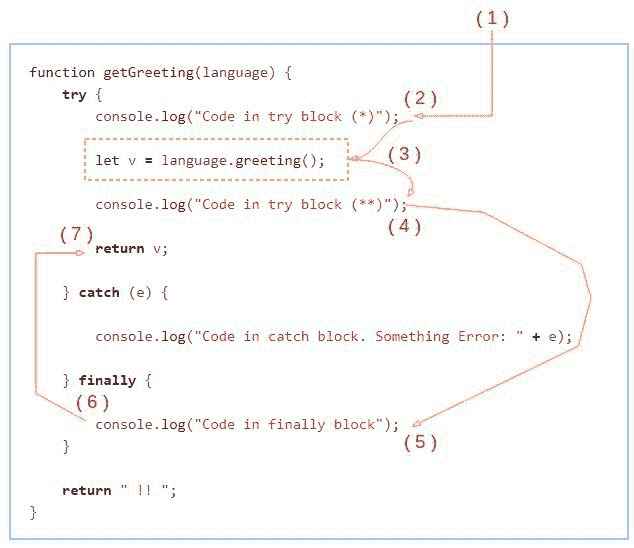 (1)
function getGreeting(language) {
try {
(2)
console.log("Code in try block (*)");
let v = language.greeting();
(3)
console.log("Code in try block (**)");
(4)
(7)
return v;
} catch (e) {
console.log("Code in catch block. Something Error: " + e);
} finally {
(6)
console.log("Code in finally block");
(5)
}
return " !! ";
}